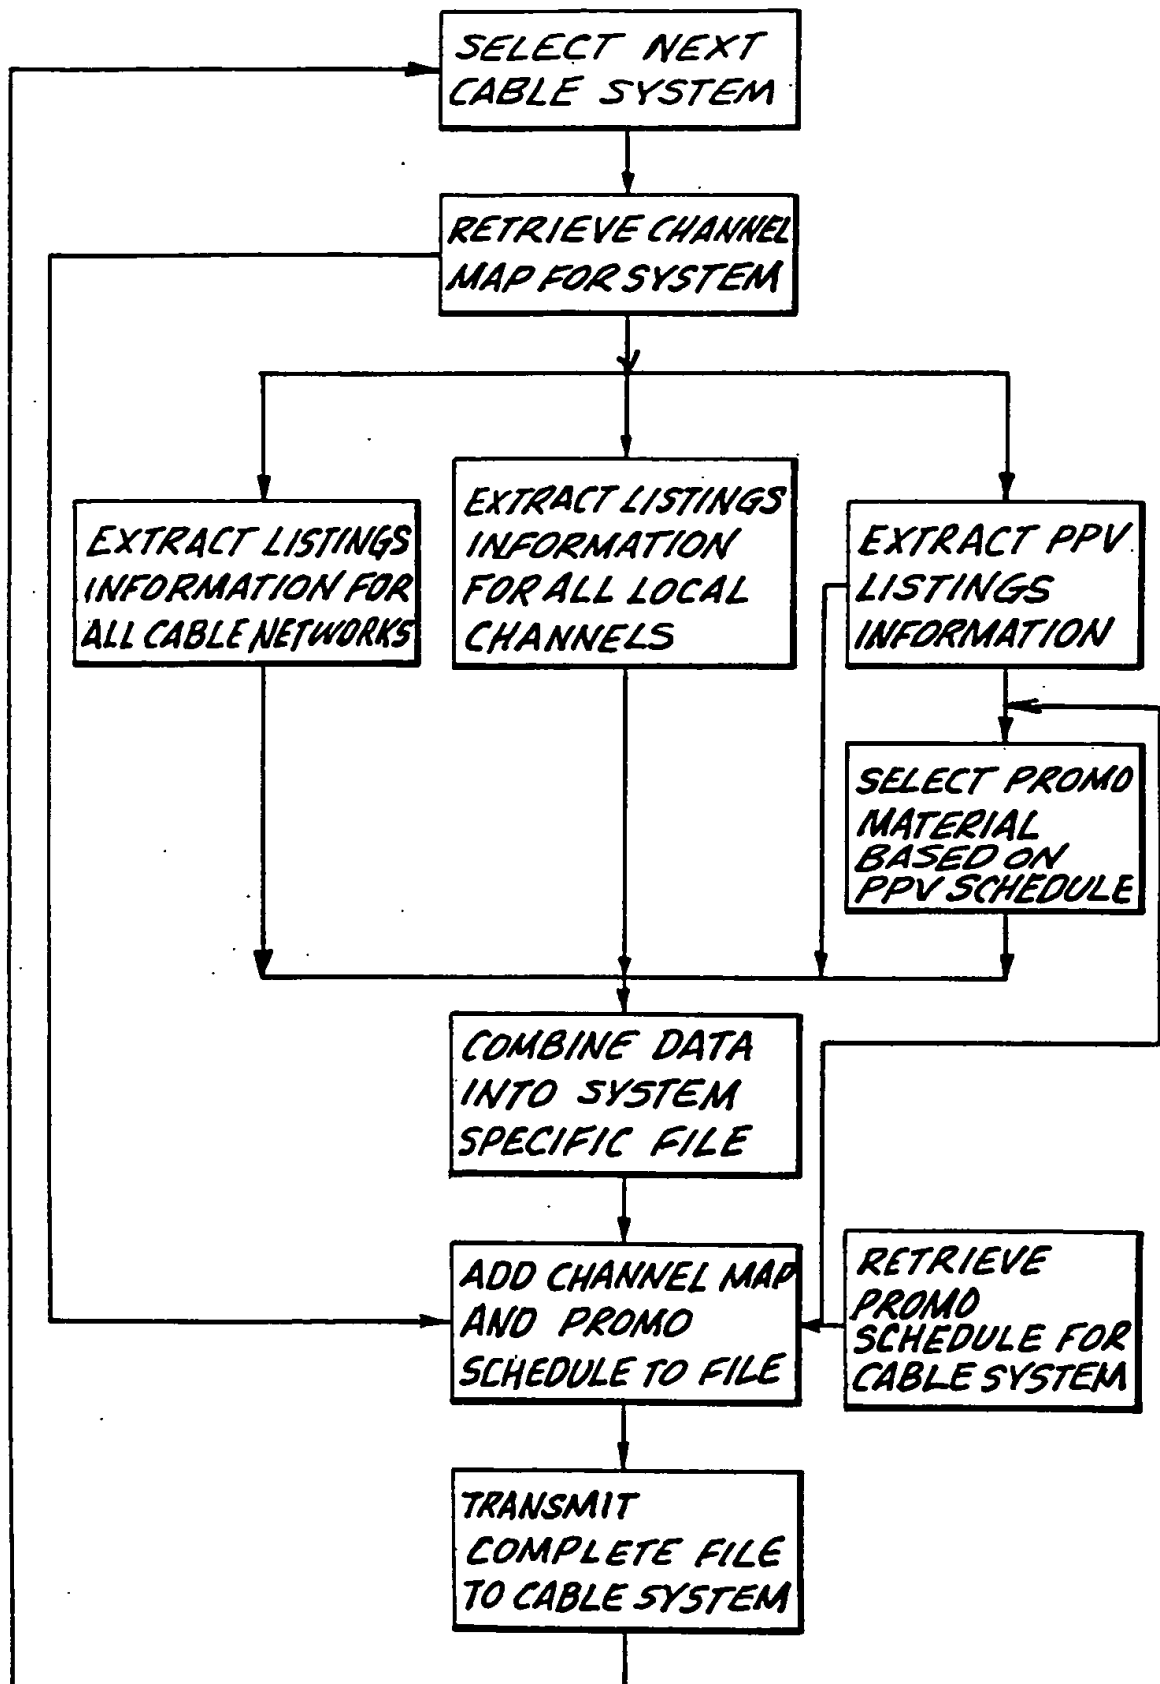 SELECT NEXT
CABLE SYSTEM
RETRIEVE CHANNEL
MAP FOR SYSTEM
EXTRACT LISTINGS
INFORMATION FOR
ALL CABLE NETWORKS
EXTRACT LISTINGS
INFORMATION
FOR ALL LOCAL
CHANNELS
EXTRACT PPV
LISTINGS
INFORMATION
SELECT PROMO
MATERIAL
BASED ON
PPV SCHEDULE
COMBINE DATA
INTO SYSTEM
SPECIFIC FILE
ADD CHANNEL MAP
AND PROMO
SCHEDULE TO FILE
RETRIEVE
PROMO
SCHEDULE FOR
CABLE SYSTEM
TRANSMIT
COMPLETE FILE
TO CABLE SYSTEM